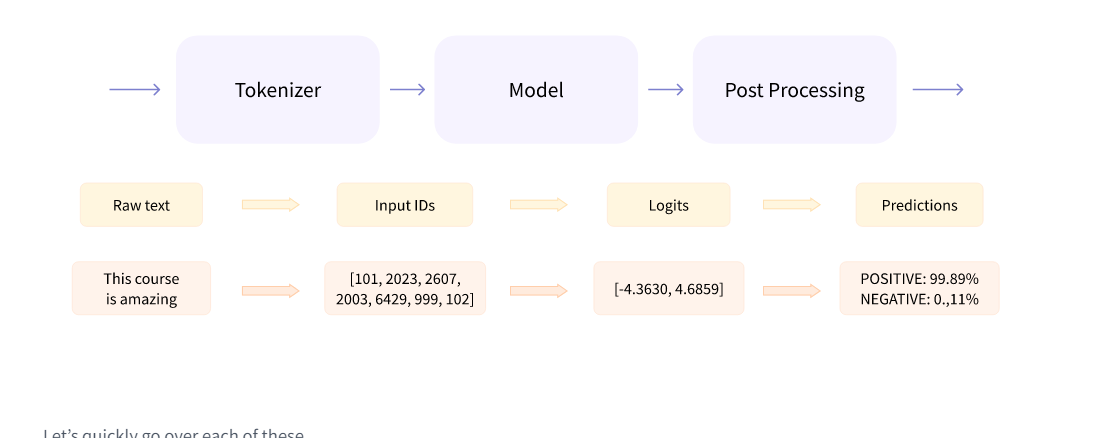 Tokenizer
Model
Post Processing
Raw text
Input IDs
Logits
Predictions
This course
is amazing
[101, 2023, 2607,
2003, 6429, 999, 102]
[-4.3630, 4.6859]
POSITIVE: 99.89%
NEGATIVE: 0.,11%
Let's quickly go over each of these